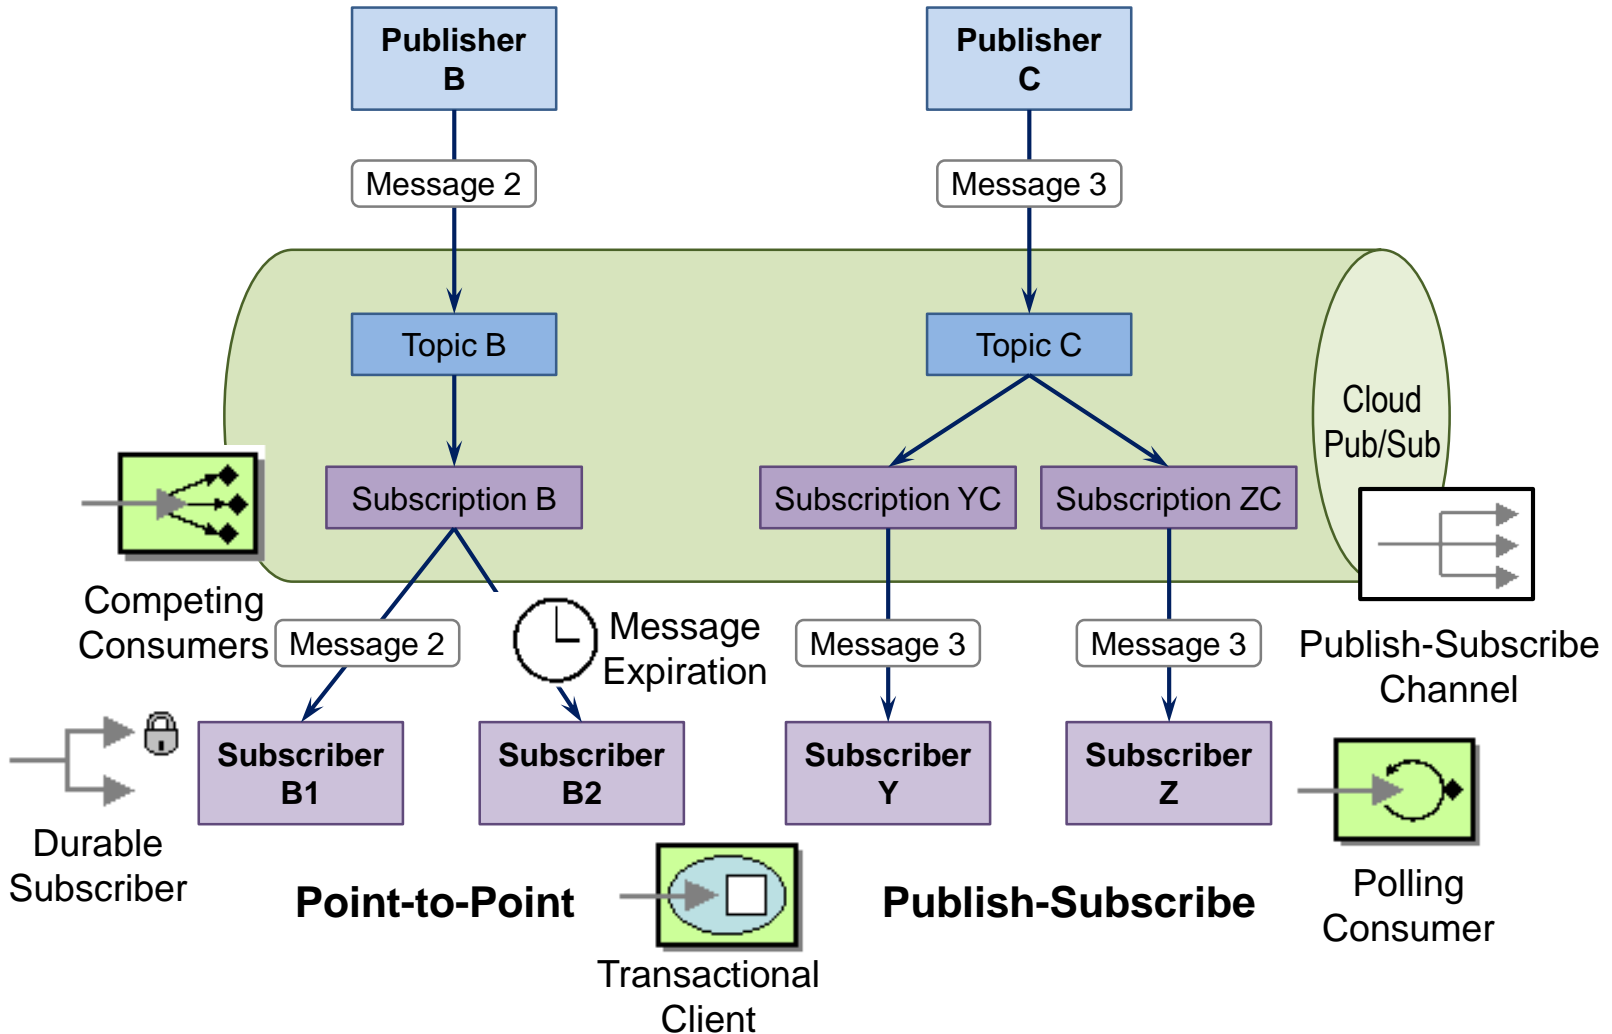 Publisher
B
Publisher
C
Message 2
Message 3
Topic B
Topic C
Cloud
Pub/Sub
Subscription B
Subscription YC
Subscription ZC
Competing
Consumers
Message 2
Message
Expiration
Message 3
Message 3
Publish-Subscribe
Channel
Subscriber
B1
Subscriber
B2
Subscriber
Y
Subscriber
Z
Durable
Subscriber
Point-to-Point
Publish-Subscribe
Polling
Consumer
Transactional
Client